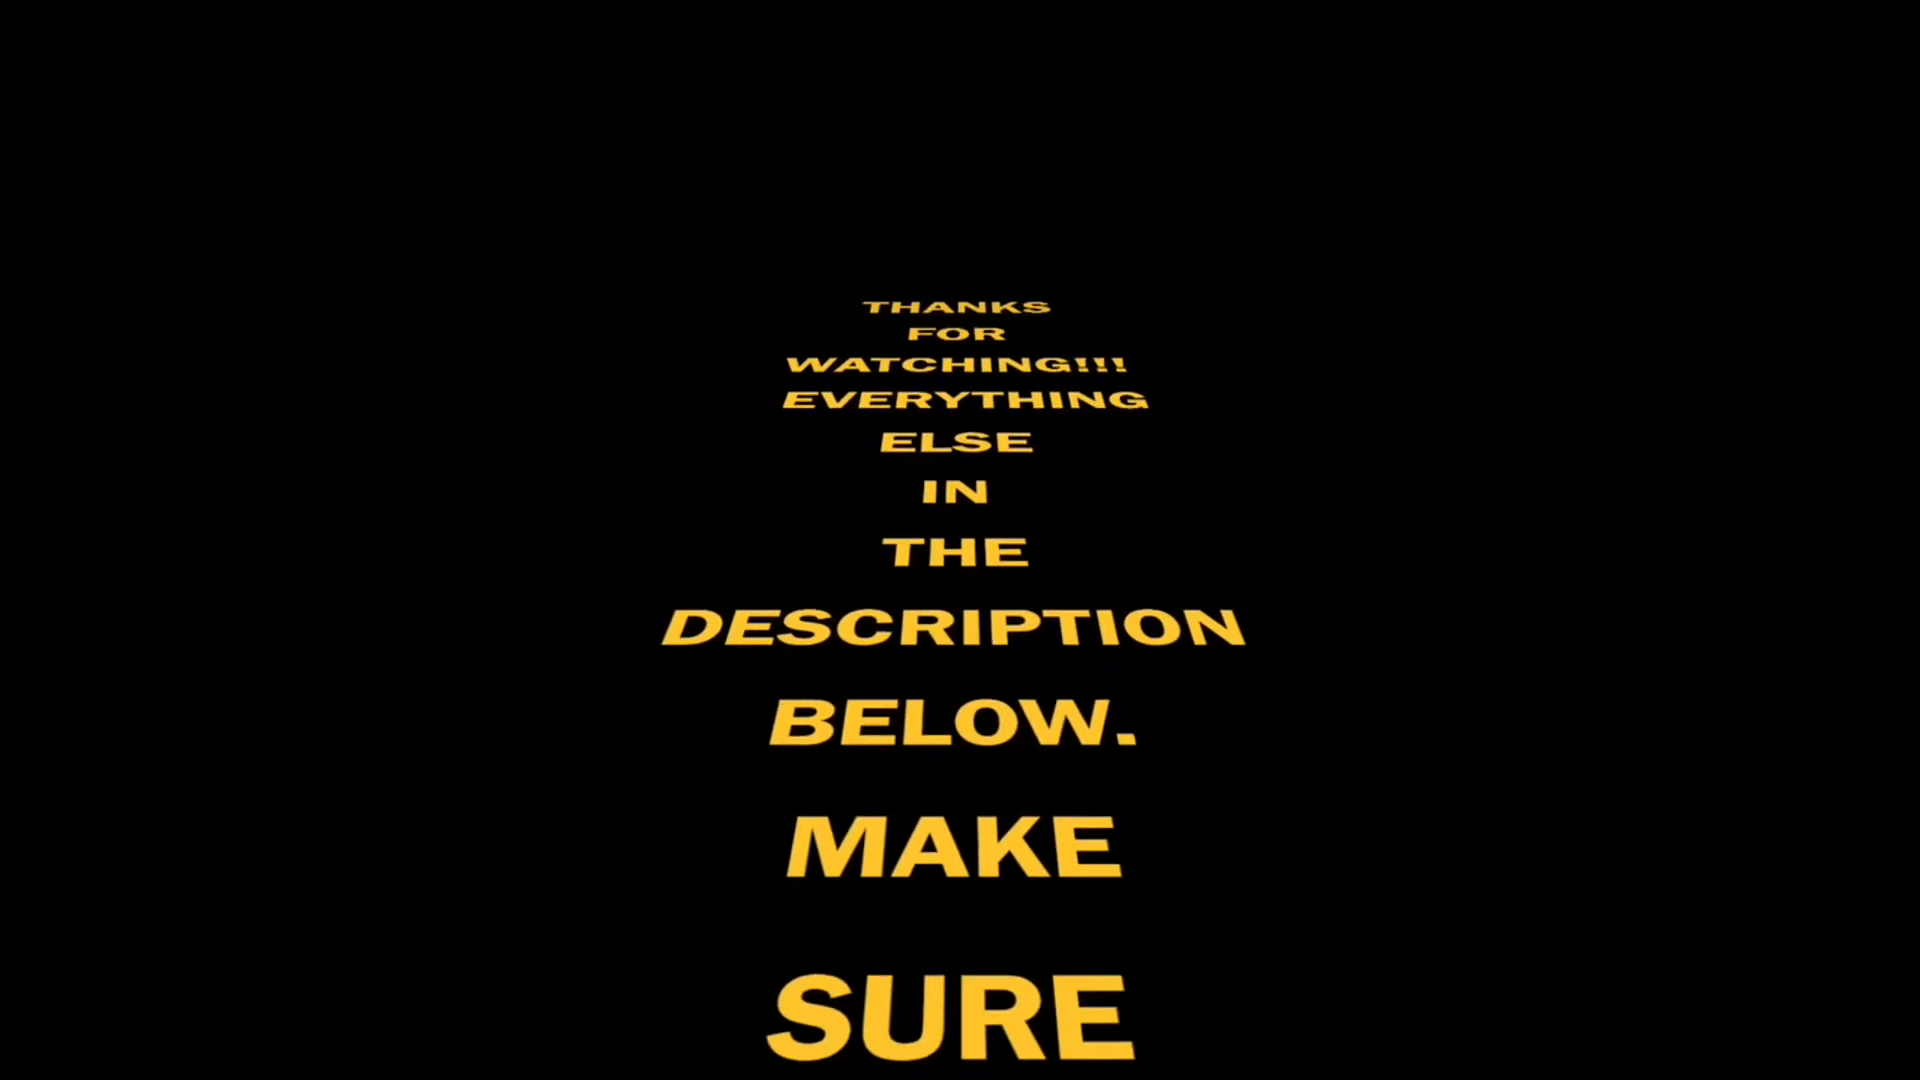 THANKS
FOR
WATCHING!!!
EVERYTHING
ELSE
IN
THE
DESCRIPTION
BELOW.
MAKE
SURE